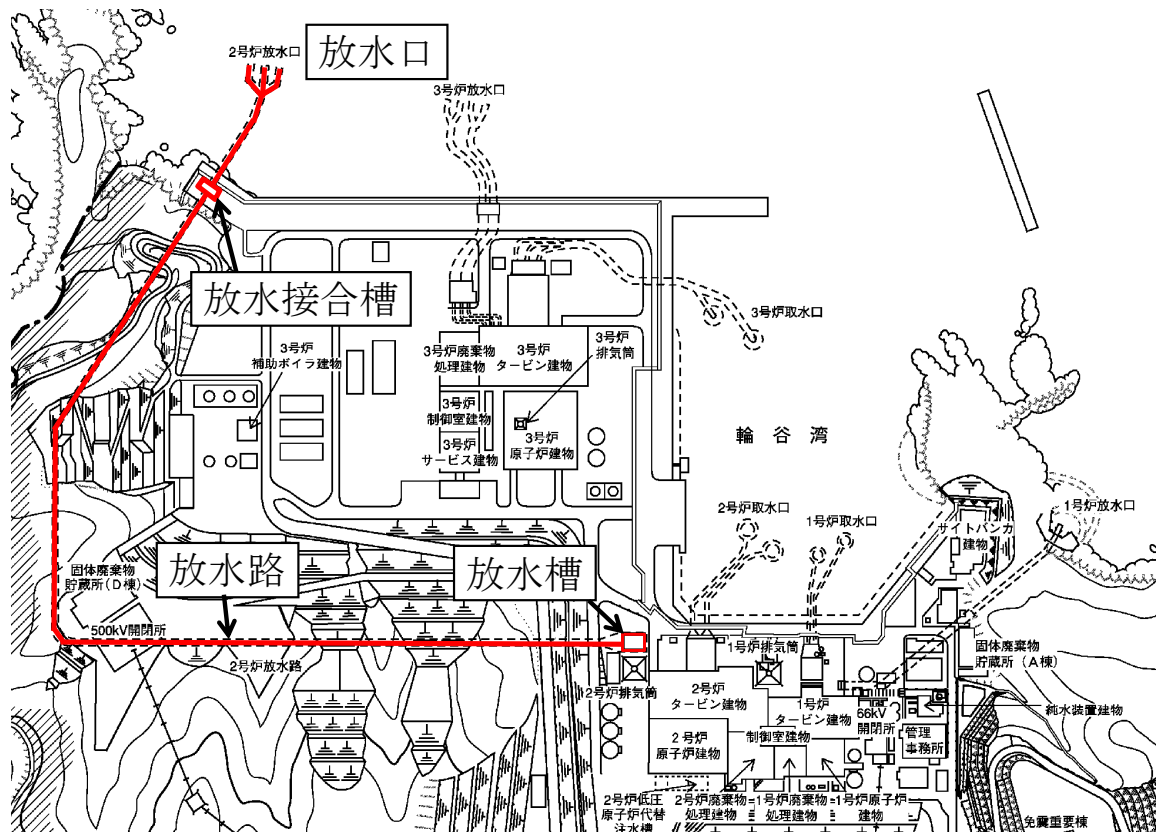 2号炉放水口
放水口
3号炉放水口
放水接合槽
3号炉取水口
3号炉
補助ボイラ建物
3号炉廃棄物
処理建物
3号炉
タービン建物
3号炉
排気筒
3号炉
制御室建物
3号炉
サービス建物
3号炉
原子炉建物
輪谷湾
2号炉取水口
1号炉取水口
サイトバンカ
建物
1号炉放水口
固体廃棄物
貯蔵所(D棟)
放水路
放水槽
500kV開閉所
2号炉放水路
2号炉排気筒
1号炉排気筒
固体廃棄物
貯蔵所(A棟)
2号炉
タービン建物
1号炉
タービン建物
66kV
開閉所
純水装置建物
管理
事務所
2号炉
原子炉建物
制御室建物
2号炉低圧
原子炉代替
注水槽
2号炉廃棄物
処理建物
1号炉廃棄物
処理建物
1号炉原子炉
建物
免震重要棟